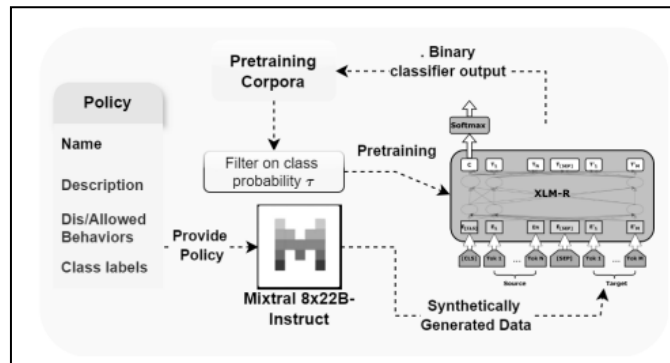 . Binary
classifier output
Pretraining
Corpora
Policy
Name
Description
Dis/Allowed
Behaviors
Class labels
Filter on class
probability τ
Pretraining
Provide
Policy
Mixtral 8x22B-
Instruct
Synthetically
Generated Data
Softmax
C
XLM-R
[CLS]
Tok 1
...
Tok N
[SEP]
Tok 1
...
Tok M
Source
Target